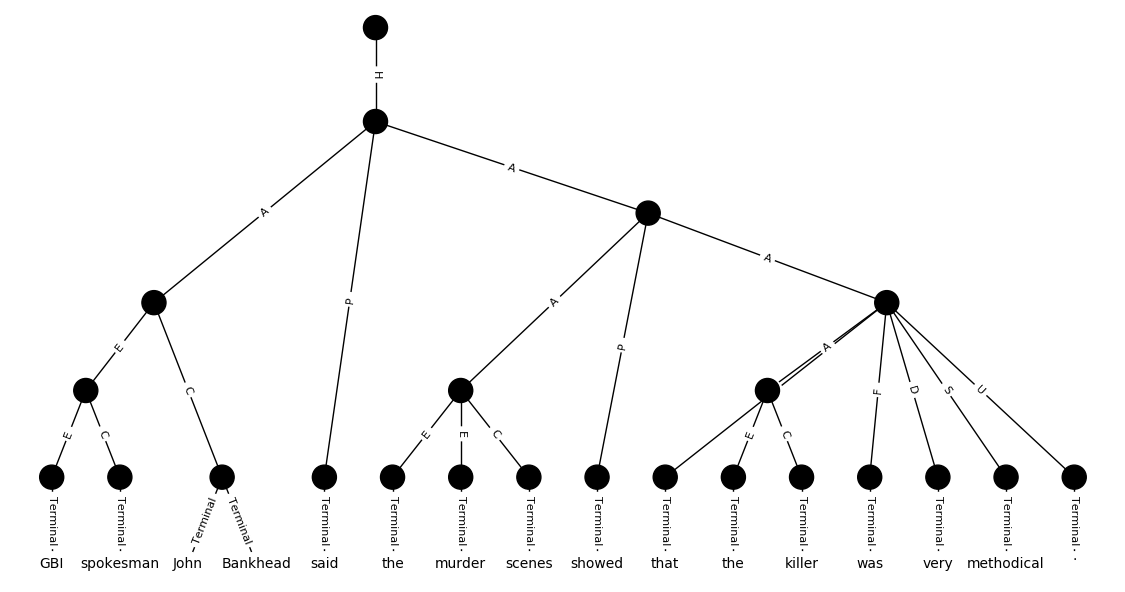 H
A
A
A
P
A
A
P
E
C
A
F
D
S
U
E
C
E
E
C
E
C
Terminal Terminal Terminal Terminal Terminal Terminal Terminal Terminal Terminal Terminal Terminal Terminal Terminal Terminal Terminal Terminal
GBI spokesman John Bankhead said the murder scenes showed that the killer was very methodical .